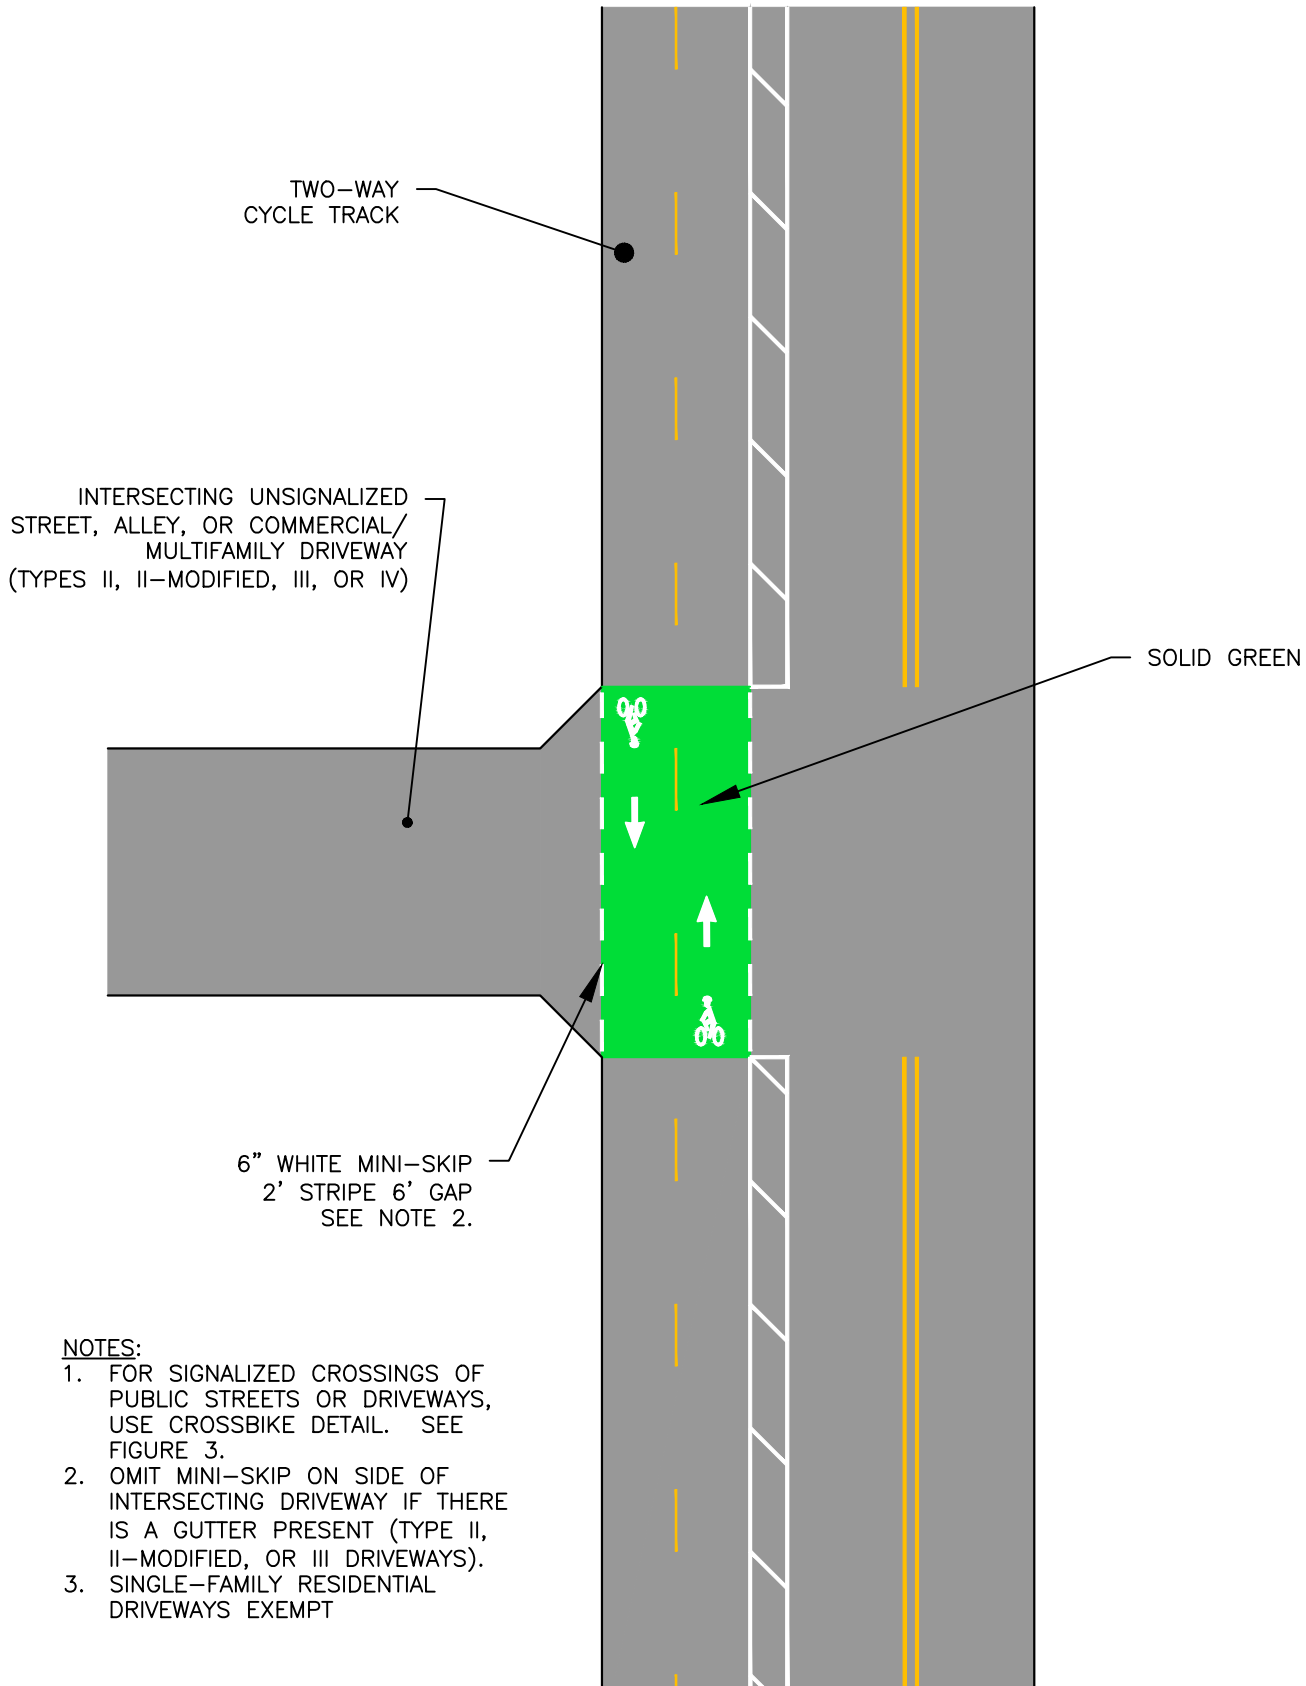 TWO-WAY
CYCLE TRACK
INTERSECTING UNSIGNALIZED
STREET, ALLEY, OR COMMERCIAL/
MULTIFAMILY DRIVEWAY
(TYPES II, II-MODIFIED, III, OR IV)
SOLID GREEN
6” WHITE MINI-SKIP
2’ STRIPE 6’ GAP
SEE NOTE 2.
NOTES:
1. FOR SIGNALIZED CROSSINGS OF
PUBLIC STREETS OR DRIVEWAYS,
USE CROSSBIKE DETAIL. SEE
FIGURE 3.
2. OMIT MINI-SKIP ON SIDE OF
INTERSECTING DRIVEWAY IF THERE
IS A GUTTER PRESENT (TYPE II,
II-MODIFIED, OR III DRIVEWAYS).
3. SINGLE-FAMILY RESIDENTIAL
DRIVEWAYS EXEMPT